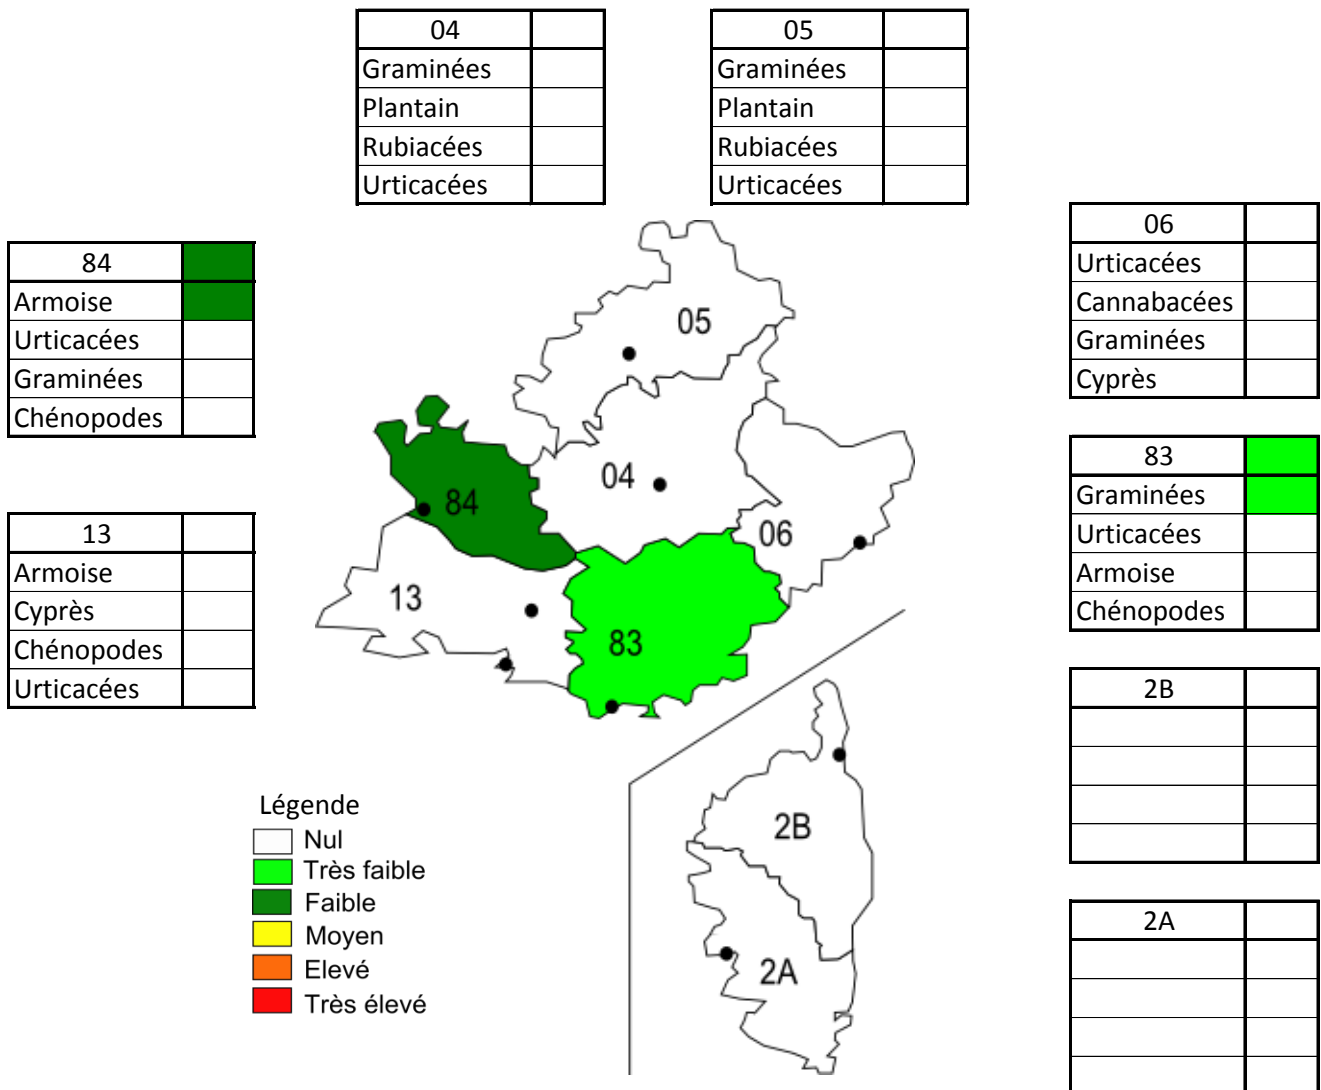 04
Graminées
Plantain
Rubiacées
Urticacées
05
Graminées
Plantain
Rubiacées
Urticacées
84
Armoise
Urticacées
Graminées
Chénopodes
13
Armoise
Cyprès
Chénopodes
Urticacées
06
Urticacées
Cannabacées
Graminées
Cyprès
83
Graminées
Urticacées
Armoise
Chénopodes
2B
2A
05
04
84
06
13
83
2B
2A
Légende
Nul
Très faible
Faible
Moyen
Elevé
Très élevé